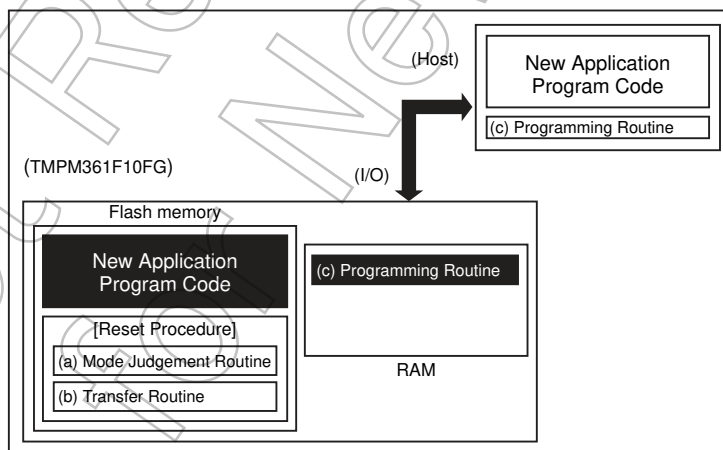 (Host)
New Application
Program Code
(c) Programming Routine
(TMPM361F10FG)
(I/O)
Flash memory
New Application
Program Code
[Reset Procedure]
(a) Mode Judgement Routine
(b) Transfer Routine
(c) Programming Routine
RAM